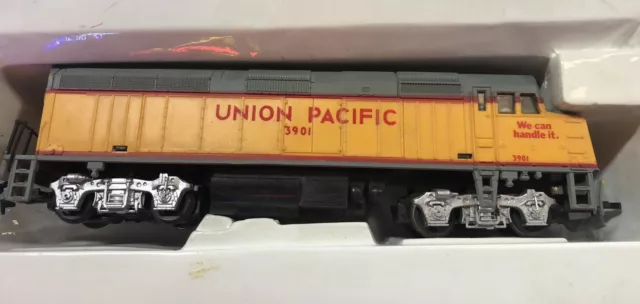 UNION PACIFIC
3901
We can
handle it.
3901